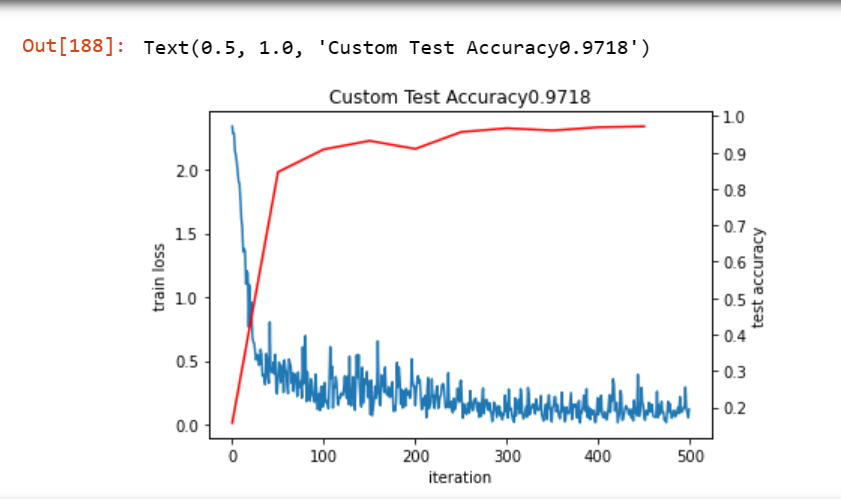 Out[188]: Text(0.5, 1.0, 'Custom Test Accuracy0.9718')
Custom Test Accuracy0.9718
train loss
2.0
1.5
1.0
0.5
0.0
1.0
0.9
0.8
0.7
0.6
0.5
0.4
0.3
0.2
test accuracy
0 100 200 300 400 500
iteration